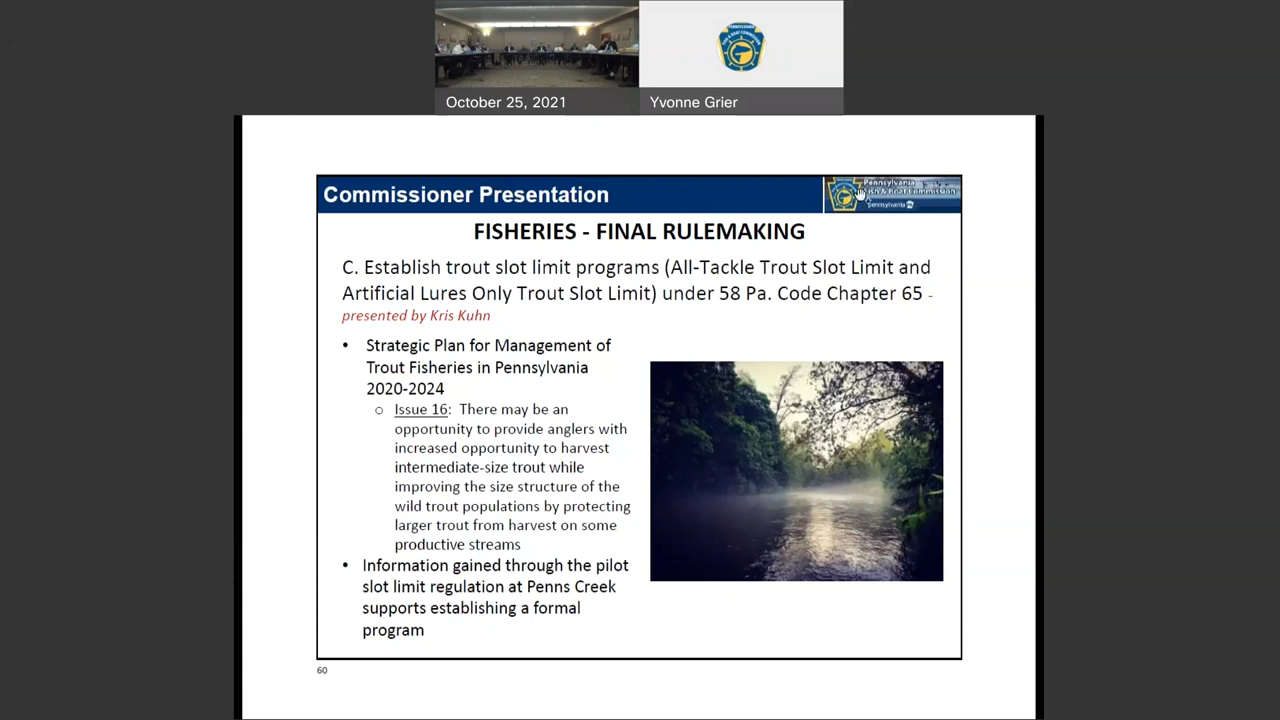 October 25, 2021
Yvonne Grier
Commissioner Presentation
Pennsylvania
Fish & Boat Commission
pennsylvania
FISHERIES - FINAL RULEMAKING
C. Establish trout slot limit programs (All-Tackle Trout Slot Limit and
Artificial Lures Only Trout Slot Limit) under 58 Pa. Code Chapter 65 -
presented by Kris Kuhn
• Strategic Plan for Management of
Trout Fisheries in Pennsylvania
2020-2024
o Issue 16: There may be an
opportunity to provide anglers with
increased opportunity to harvest
intermediate-size trout while
improving the size structure of the
wild trout populations by protecting
larger trout from harvest on some
productive streams
• Information gained through the pilot
slot limit regulation at Penns Creek
supports establishing a formal
program
60